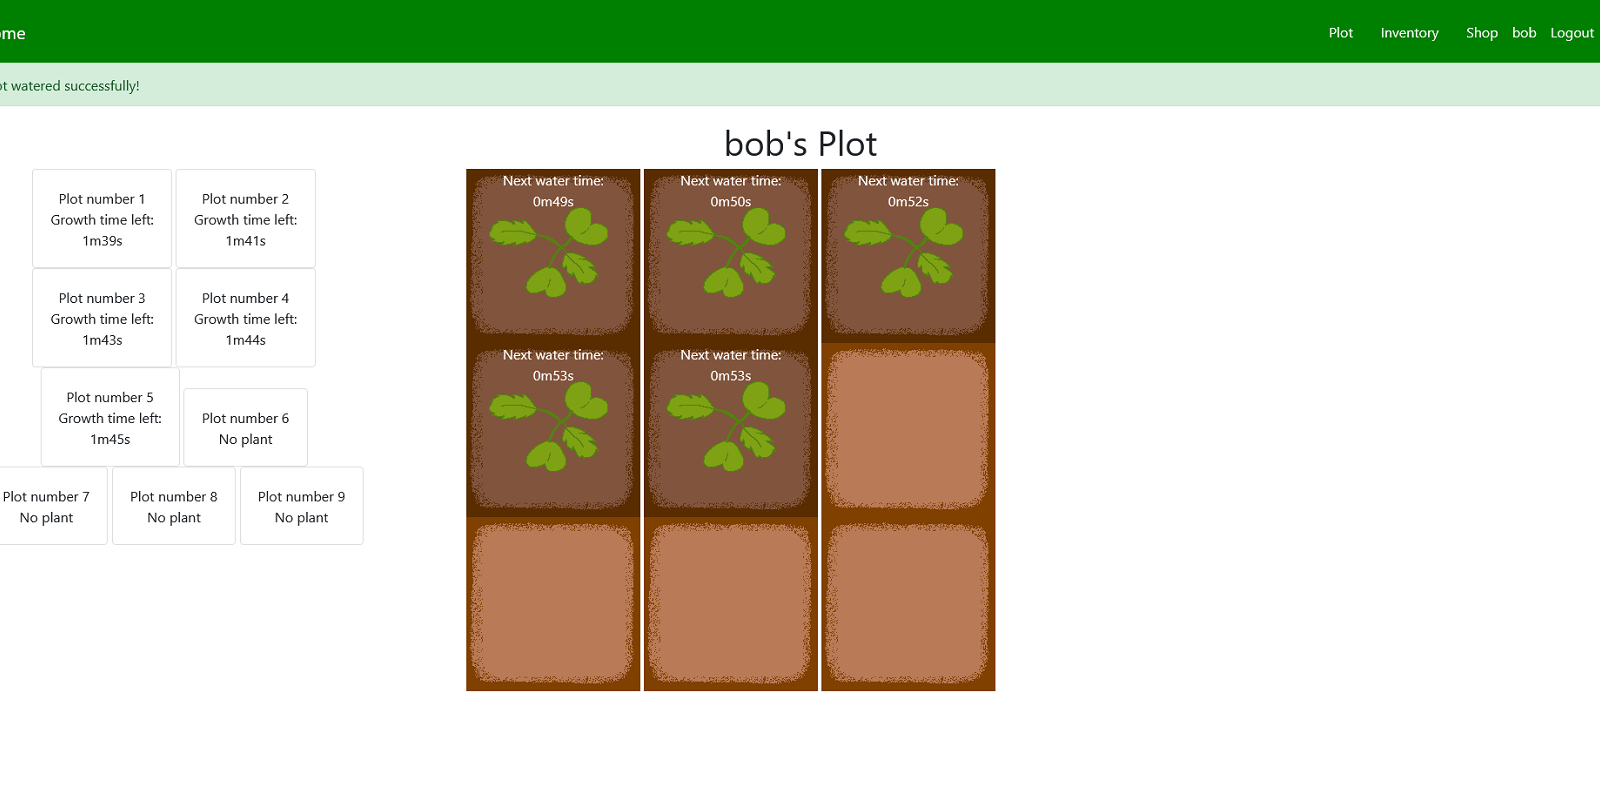 ome
Plot Inventory Shop bob Logout
ot watered successfully!
bob's Plot
Plot number 1
Growth time left:
1m39s
Plot number 2
Growth time left:
1m41s
Plot number 3
Growth time left:
1m43s
Plot number 4
Growth time left:
1m44s
Plot number 5
Growth time left:
1m45s
Plot number 6
No plant
Plot number 7
No plant
Plot number 8
No plant
Plot number 9
No plant
Next water time:
0m49s
Next water time:
0m50s
Next water time:
0m52s
Next water time:
0m53s
Next water time:
0m53s